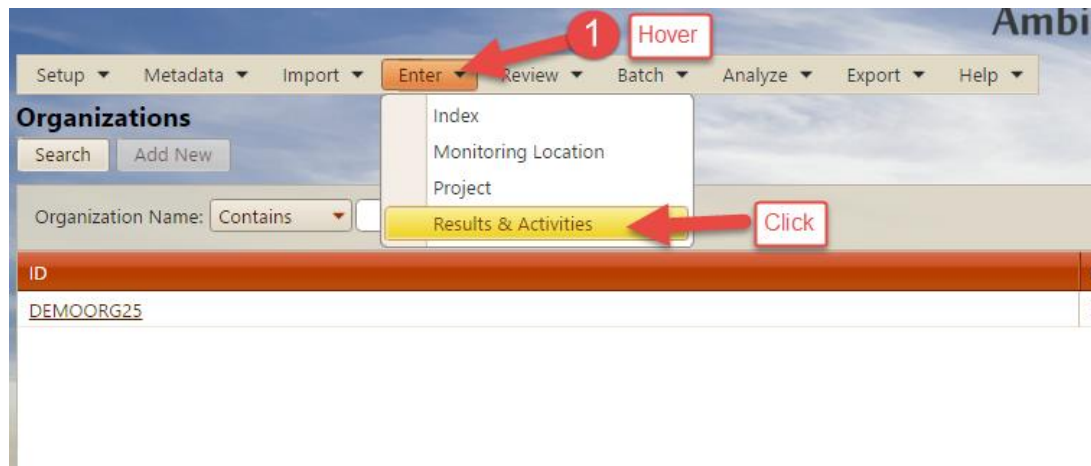 Ambi
1 Hover
Setup Metadata Import Enter Review Batch Analyze Export Help
Organizations
Index
Search Add New
Monitoring Location
Project
Organization Name: Contains
Results & Activities
Click
ID
DEMOORG25